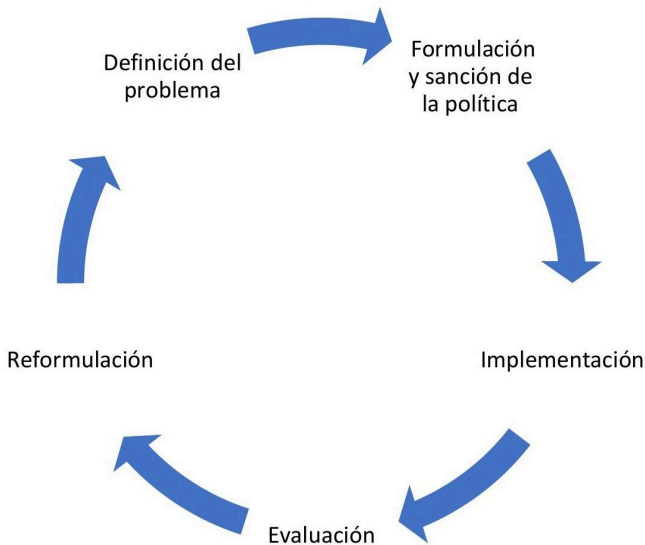 Definición del
problema
Formulación
y sanción de
la política
Implementación
Evaluación
Reformulación